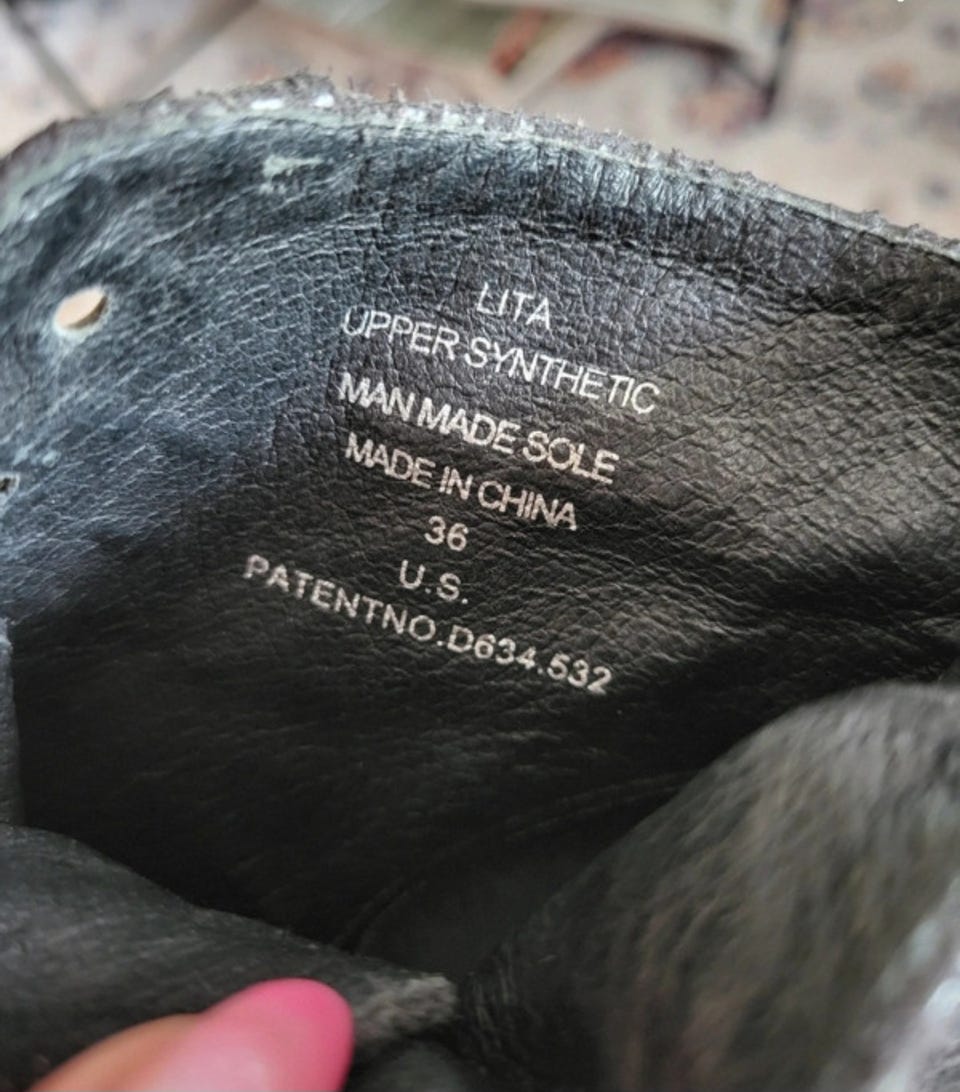 LITA
UPPER SYNTHETIC
MAN MADE SOLE
MADE IN CHINA
36
U.S.
PATENTNO.D634.532